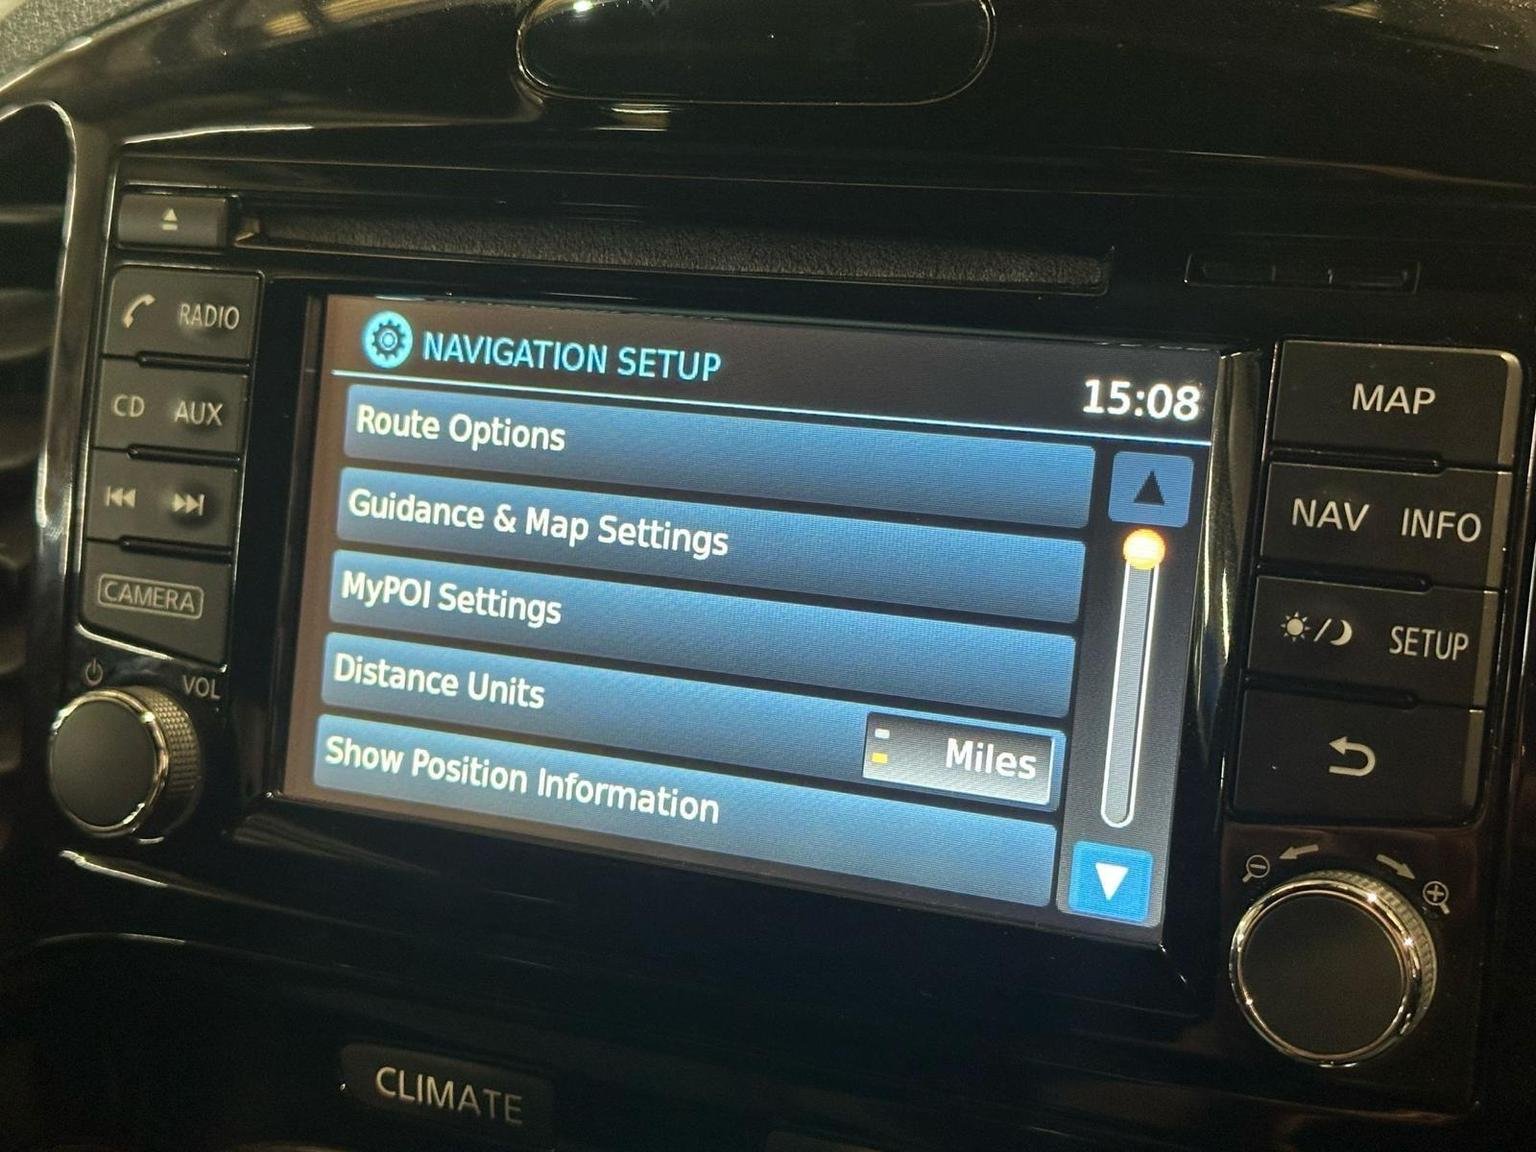 RADIO
CD AUX
CAMERA
VOL
NAVIGATION SETUP
15:08
Route Options
Guidance & Map Settings
MyPOI Settings
Distance Units
Miles
Show Position Information
MAP
NAV INFO
SETUP
CLIMATE